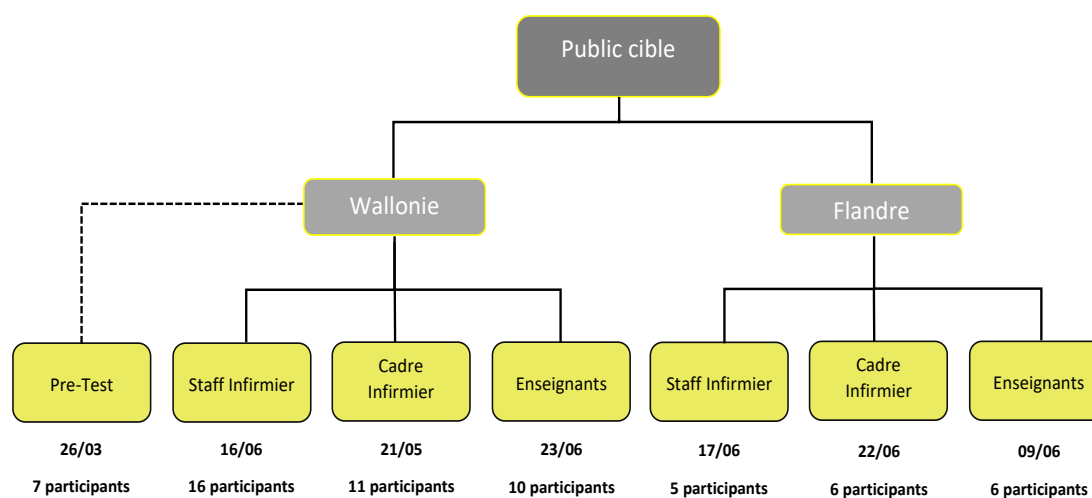 Public cible
Wallonie
Flandre
Pre-Test
Staff Infirmier
Cadre
Infirmier
Enseignants
Staff Infirmier
Cadre
Infirmier
Enseignants
26/03
16/06
21/05
23/06
17/06
22/06
09/06
7 participants
16 participants
11 participants
10 participants
5 participants
6 participants
6 participants